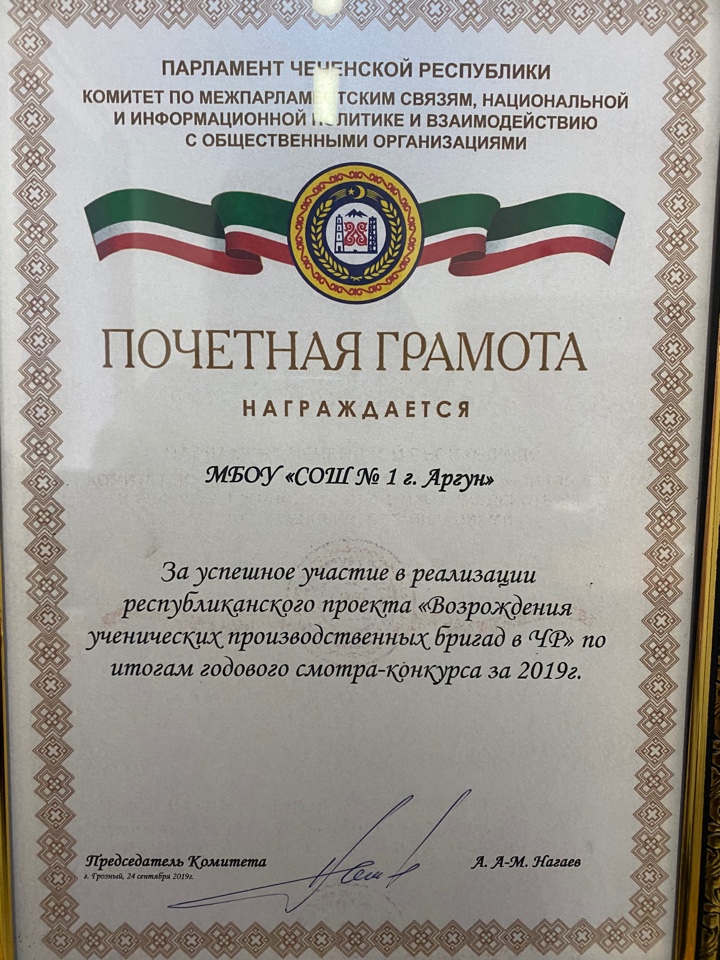 ПАРЛАМЕНТ ЧЕЧЕНСКОЙ РЕСПУБЛИКИ
КОМИТЕТ ПО МЕЖПАРЛАМЕНТСКИМ СВЯЗЯМ, НАЦИОНАЛЬНОЙ
И ИНФОРМАЦИОННОЙ ПОЛИТИКЕ И ВЗАИМОДЕЙСТВИЮ
С ОБЩЕСТВЕННЫМИ ОРГАНИЗАЦИЯМИ
ПОЧЕТНАЯ ГРАМОТА
НАГРАЖДАЕТСЯ
МБОУ «СОШ № 1 г. Аргун»
За успешное участие в реализации
республиканского проекта «Возрождения
ученических производственных бригад в ЧР» по
итогам годового смотра-конкурса за 2019г.
Председатель Комитета
А. А-М. Нагаев
г. Грозный, 24 сентября 2019г.